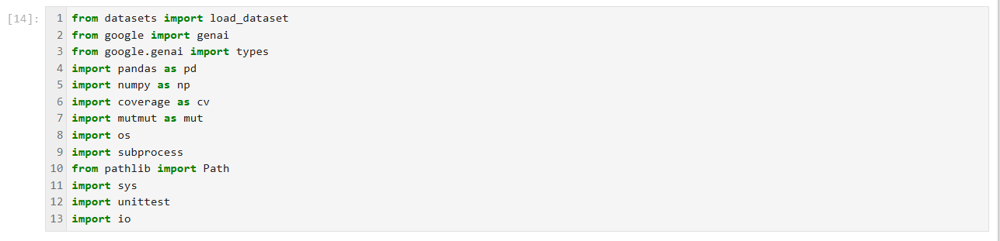 [14]:
1 from datasets import load_dataset
2 from google import genai
3 from google.genai import types
4 import pandas as pd
5 import numpy as np
6 import coverage as cv
7 import mutmut as mut
8 import os
9 import subprocess
10 from pathlib import Path
11 import sys
12 import unittest
13 import io